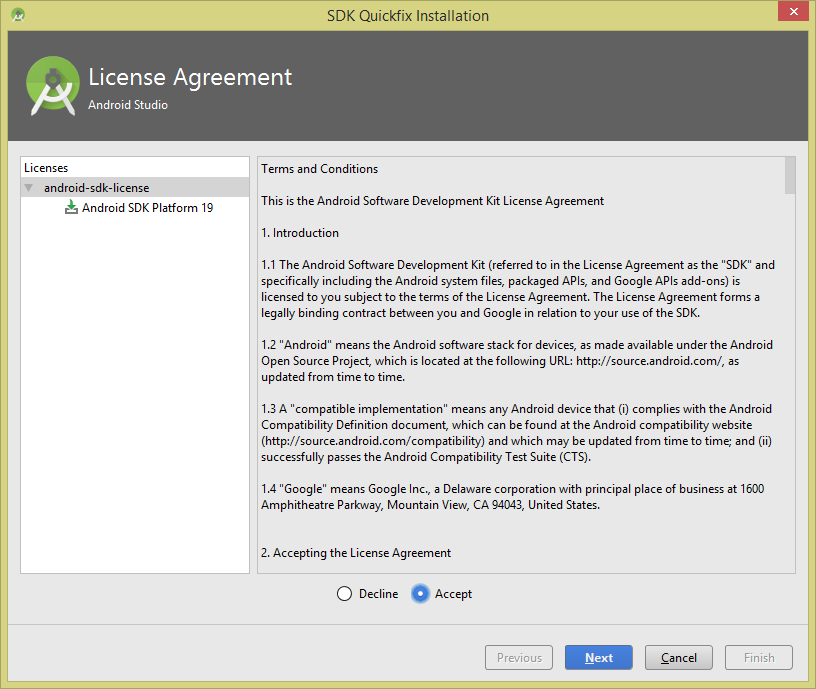 SDK Quickfix Installation
License Agreement
Android Studio
Licenses
android-sdk-license
Android SDK Platform 19
Terms and Conditions
This is the Android Software Development Kit License Agreement
1. Introduction
1.1 The Android Software Development Kit (referred to in the License Agreement as the "SDK" and
specifically including the Android system files, packaged APIs, and Google APIs add-ons) is
licensed to you subject to the terms of the License Agreement. The License Agreement forms a
legally binding contract between you and Google in relation to your use of the SDK.
1.2 "Android" means the Android software stack for devices, as made available under the Android
Open Source Project, which is located at the following URL: http://source.android.com/, as
updated from time to time.
1.3 A "compatible implementation" means any Android device that (i) complies with the Android
Compatibility Definition document, which can be found at the Android compatibility website
(http://source.android.com/compatibility) and which may be updated from time to time; and (ii)
successfully passes the Android Compatibility Test Suite (CTS).
1.4 "Google" means Google Inc., a Delaware corporation with principal place of business at 1600
Amphitheatre Parkway, Mountain View, CA 94043, United States.
2. Accepting the License Agreement
Decline
Accept
Previous
Next
Cancel
Finish